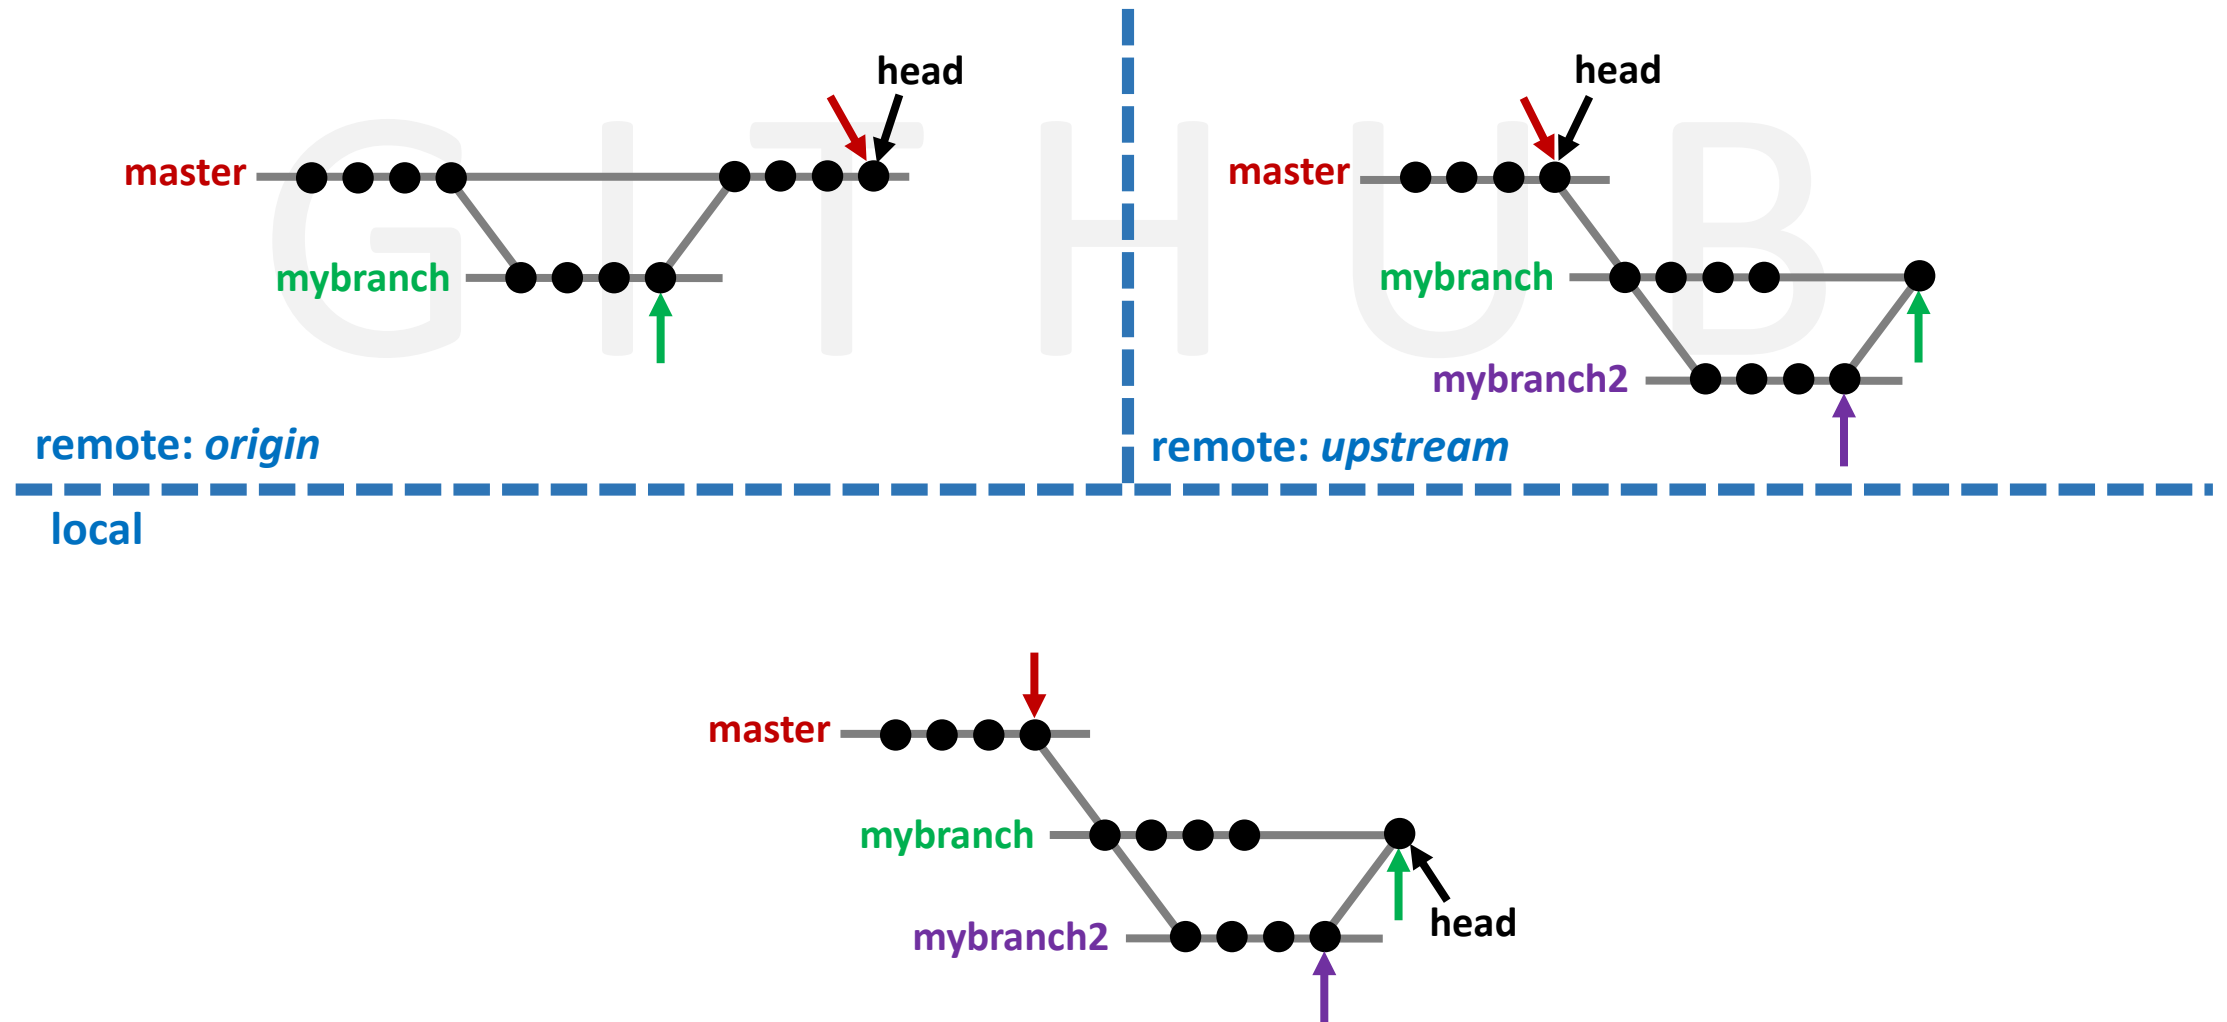 GITHUB
head
master
mybranch
remote: origin
head
master
mybranch
mybranch2
remote: upstream
local
master
mybranch
mybranch2
head